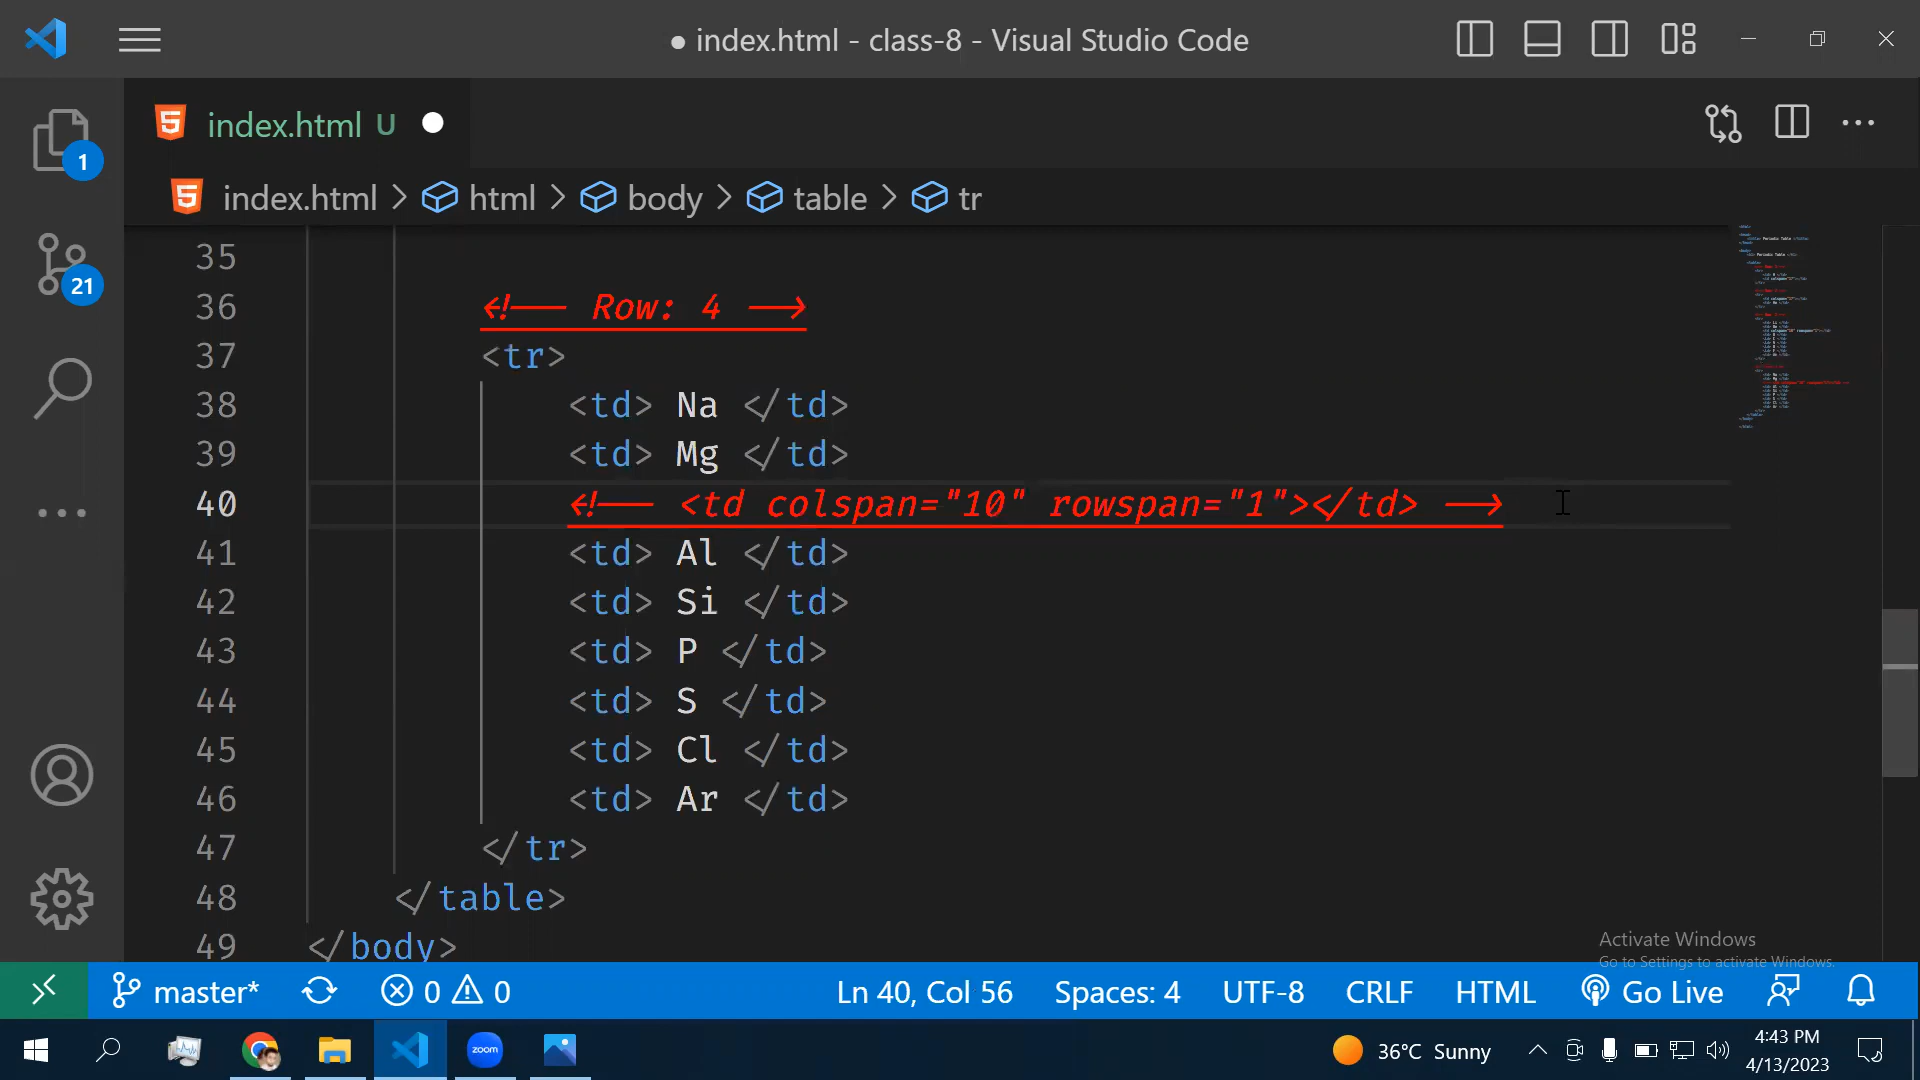 ● index.html - class-8 - Visual Studio Code
index.html U ●
index.html > html > body > table > tr
1
21
35
36 <!-- Row: 4 -->
37 <tr>
38 <td> Na </td>
39 <td> Mg </td>
40 <!-- <td colspan="10" rowspan="1"></td> -->
41 <td> Al </td>
42 <td> Si </td>
43 <td> P </td>
44 <td> S </td>
45 <td> Cl </td>
46 <td> Ar </td>
47 </tr>
48 </table>
49 </body>
Activate Windows
Go to Settings to activate Windows.
master* 0 0 Ln 40, Col 56 Spaces: 4 UTF-8 CRLF HTML Go Live
zoom
36°C Sunny
4:43 PM
4/13/2023